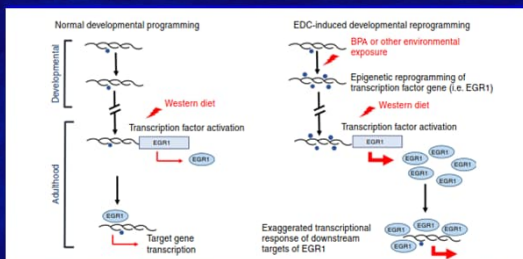 Normal developmental programming
Developmental
Western diet
Transcription factor activation
EGR1
EGR1
Adulthood
EGR1
Target gene
transcription
EDC-induced developmental reprogramming
BPA or other environmental
exposure
Epigenetic reprogramming of
transcription factor gene (i.e. EGR1)
Western diet
Transcription factor activation
EGR1
EGR1
EGR1
EGR1
EGR1
EGR1
Exaggerated transcriptional
response of downstream
targets of EGR1
EGR1
EGR1
EGR1
EGR1